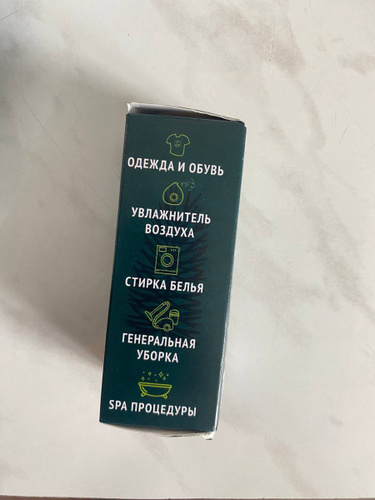 ОДЕЖДА И ОБУВЬ
УВЛАЖНИТЕЛЬ
ВОЗДУХА
СТИРКА БЕЛЬЯ
ГЕНЕРАЛЬНАЯ
УБОРКА
SPA ПРОЦЕДУРЫ